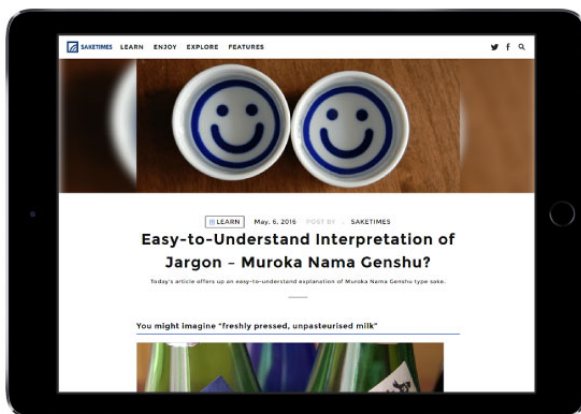 SAKETIMES LEARN ENJOY EXPLORE FEATURES
LEARN May. 6, 2016 POST BY . SAKETIMES
Easy-to-Understand Interpretation of
Jargon – Muroka Nama Genshu?
Today's article offers up an easy-to-understand explanation of Muroka Nama Genshu type sake.
You might imagine "freshly pressed, unpasteurised milk"